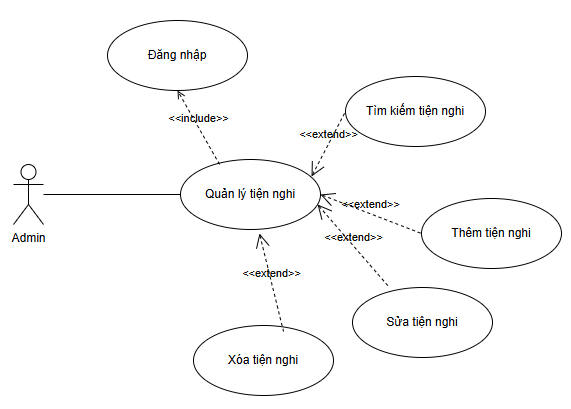 Đăng nhập
<<include>>
Tìm kiếm tiện nghi
<<extend>>
Quản lý tiện nghi
<<extend>>
Admin
Thêm tiện nghi
<<extend>>
<<extend>>
Sửa tiện nghi
Xóa tiện nghi